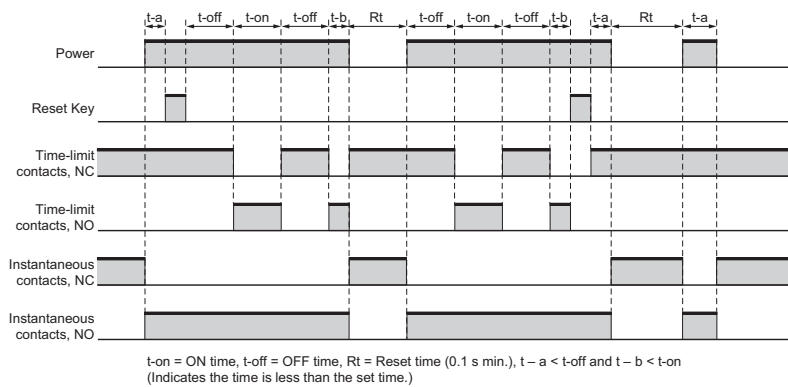 t-a t-off t-on t-off t-b Rt t-off t-on t-off t-b t-a Rt t-a
Power
Reset Key
Time-limit
contacts, NC
Time-limit
contacts, NO
Instantaneous
contacts, NC
Instantaneous
contacts, NO
t-on = ON time, t-off = OFF time, Rt = Reset time (0.1 s min.), t – a < t-off and t – b < t-on
(Indicates the time is less than the set time.)